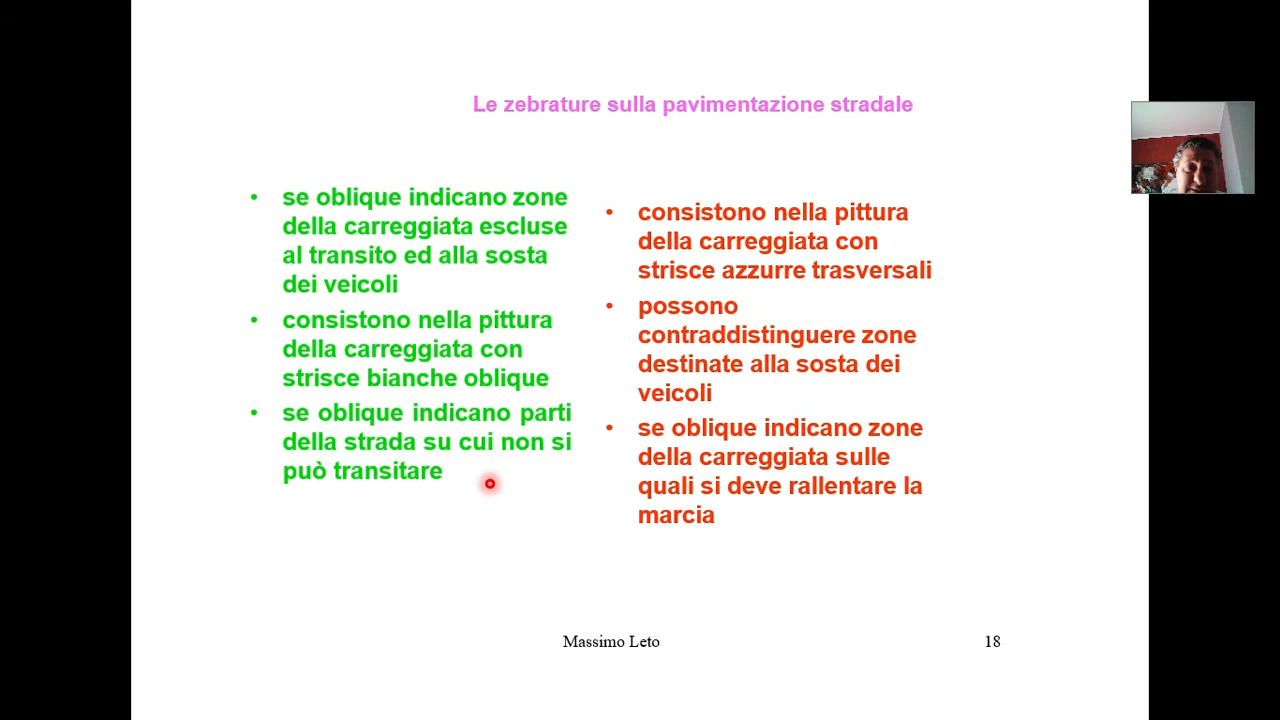 Le zebrature sulla pavimentazione stradale
• se oblique indicano zone
della carreggiata escluse
al transito ed alla sosta
dei veicoli
• consistono nella pittura
della carreggiata con
strisce bianche oblique
• se oblique indicano parti
della strada su cui non si
può transitare
• consistono nella pittura
della carreggiata con
strisce azzurre trasversali
• possono
contraddistinguere zone
destinate alla sosta dei
veicoli
• se oblique indicano zone
della carreggiata sulle
quali si deve rallentare la
marcia
Massimo Leto
18